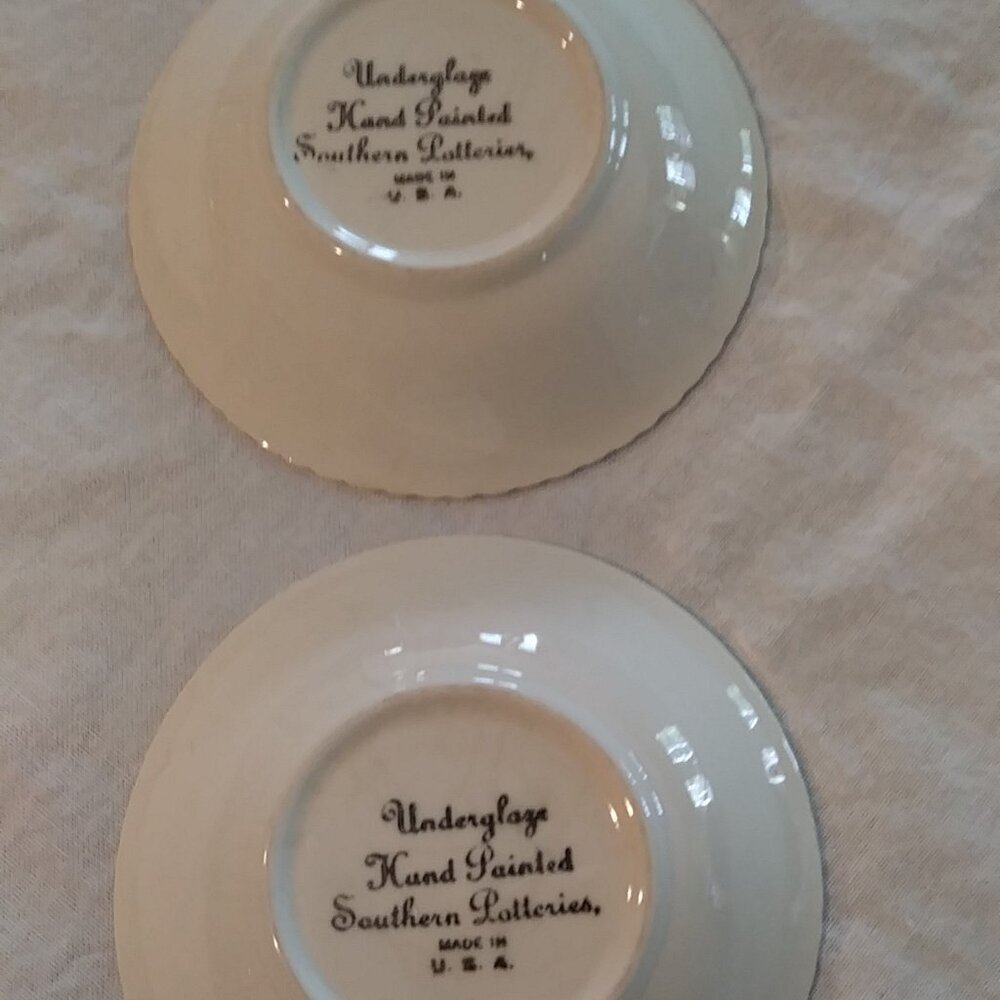 Underglaze
Hand Painted
Southern Potteries,
MADE IN
U. S. A.
Underglaze
Hand Painted
Southern Potteries,
MADE IN
U. S. A.